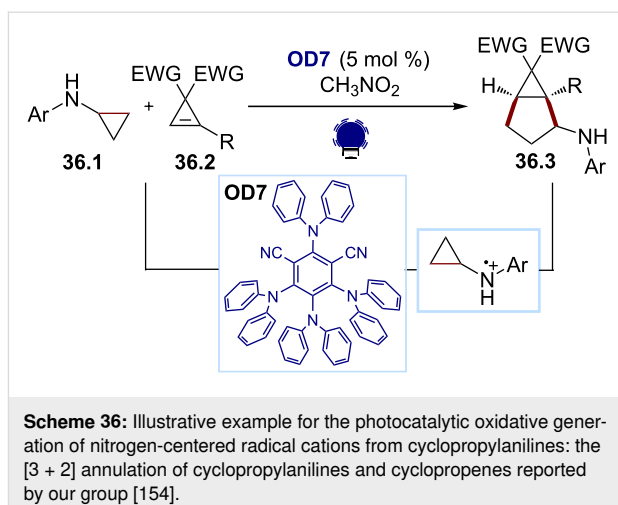 H
N
Ar
36.1
+
EWG EWG
R
36.2
OD7 (5 mol %)
CH3NO2
EWG EWG
H
R
NH
Ar
36.3
OD7
N
NC
CN
N
N
N
•+
N
H
Ar
Scheme 36: Illustrative example for the photocatalytic oxidative gener-
ation of nitrogen-centered radical cations from cyclopropylanilines: the
[3 + 2] annulation of cyclopropylanilines and cyclopropenes reported
by our group [154].